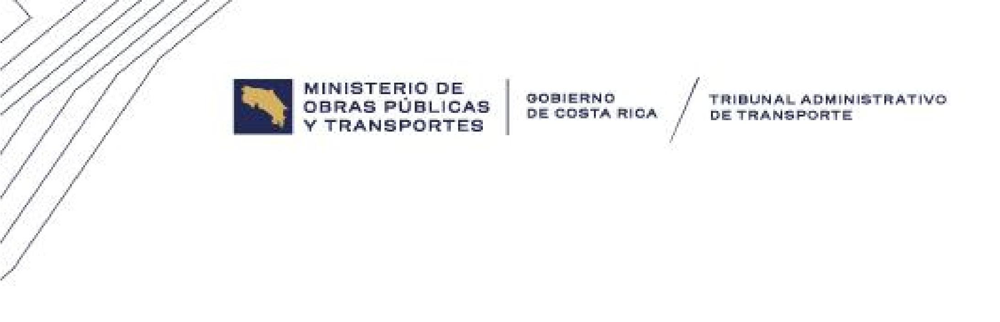 MINISTERIO DE
OBRAS PÚBLICAS
Y TRANSPORTES
GOBIERNO
DE COSTA RICA
TRIBUNAL ADMINISTRATIVO
DE TRANSPORTE